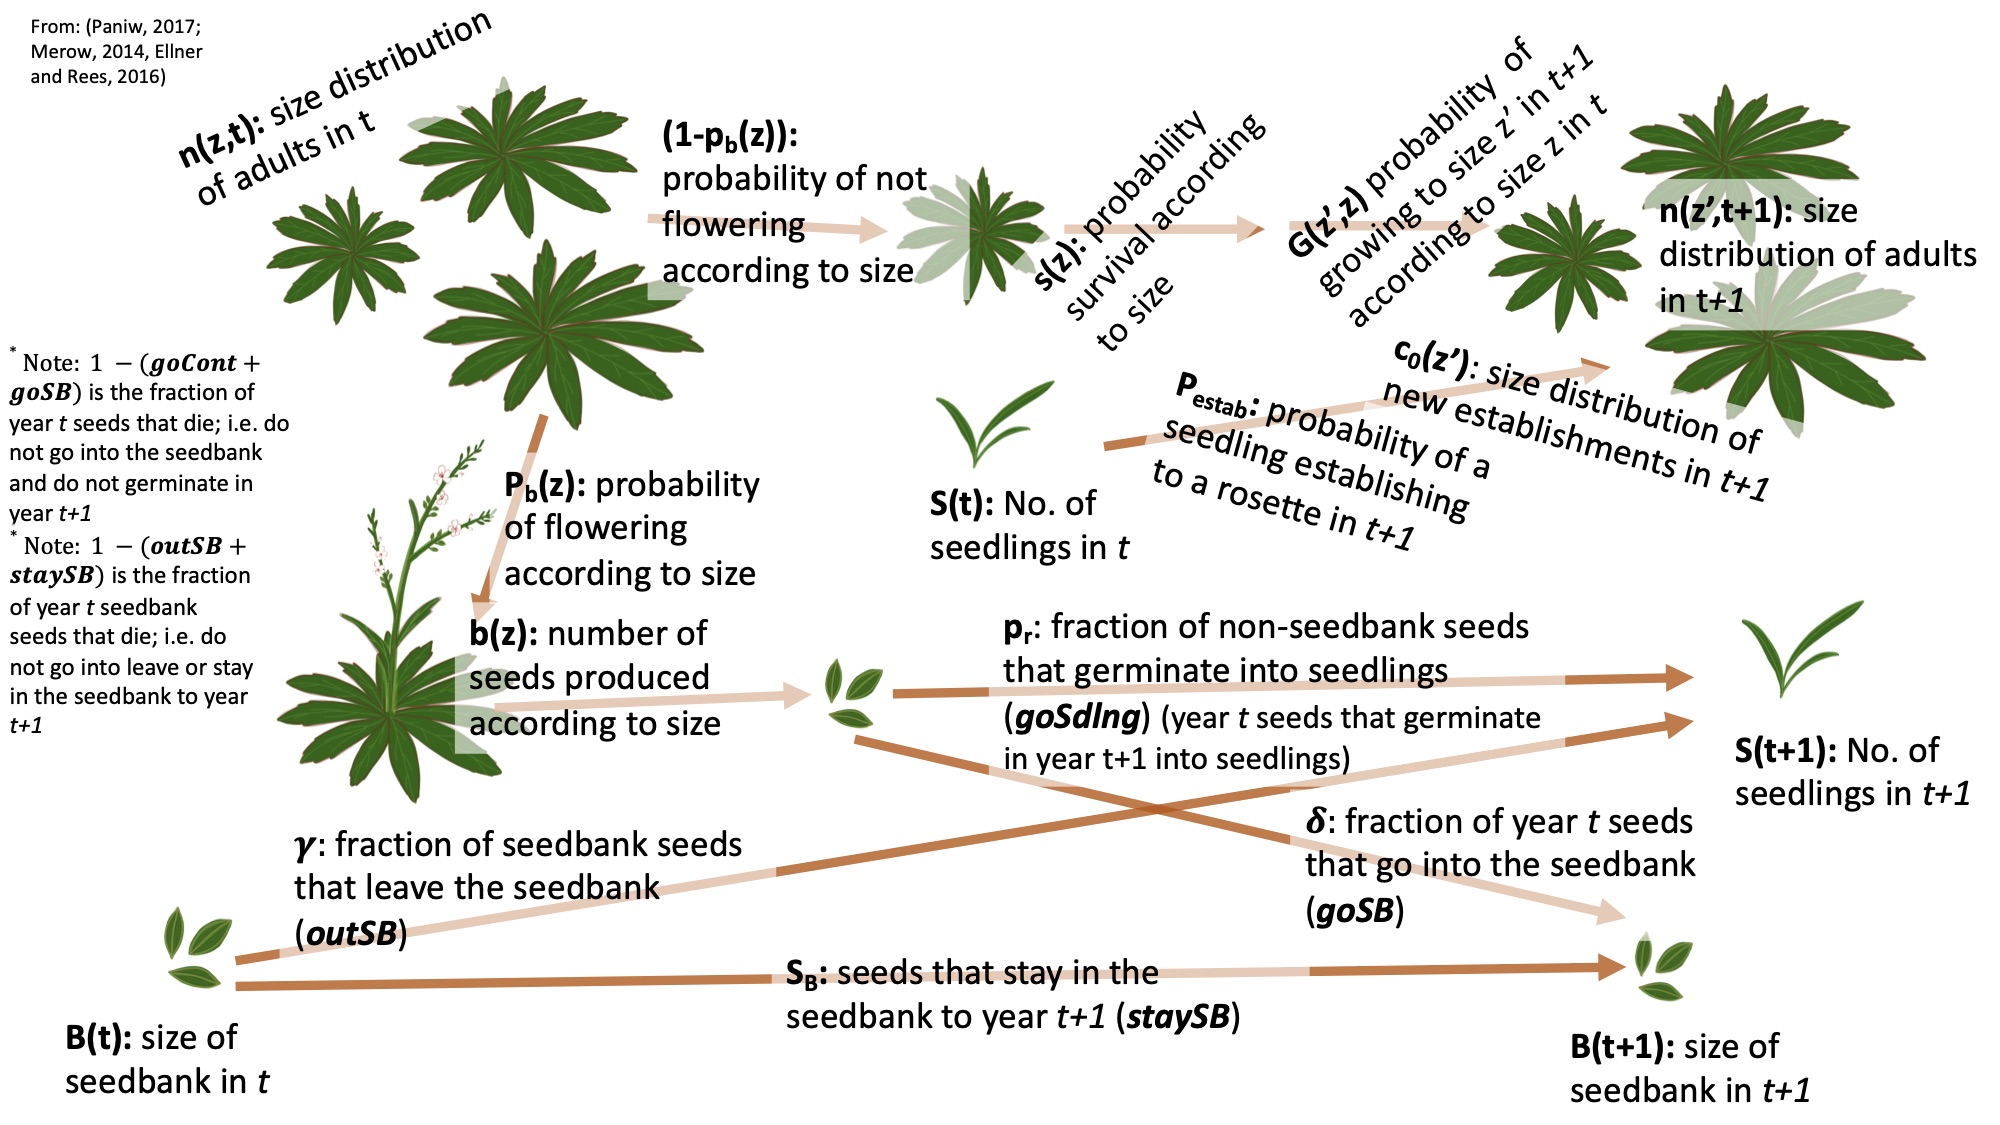 From: (Paniw, 2017;
Merow, 2014, Ellner
and Rees, 2016)
n(z,t): size distribution
of adults in t
(1-pb(z)):
probability of not
flowering
according to size
s(z): probability
survival according
to size
G(z’,z) probability of
growing to size z’ in t+1
according to size z in t
n(z’,t+1): size
distribution of adults
in t+1
* Note: 1 − (goCont +
goSB) is the fraction of
year t seeds that die; i.e. do
not go into the seedbank
and do not germinate in
year t+1
* Note: 1 − (outSB +
staySB) is the fraction
of year t seedbank
seeds that die; i.e. do
not go into leave or stay
in the seedbank to year
t+1
Pb(z): probability
of flowering
according to size
S(t): No. of
seedlings in t
Pestab: probability of a
seedling establishing
to a rosette in t+1
c0(z’): size distribution of
new establishments in t+1
b(z): number of
seeds produced
according to size
pr: fraction of non-seedbank seeds
that germinate into seedlings
(goSdlng) (year t seeds that germinate
in year t+1 into seedlings)
S(t+1): No. of
seedlings in t+1
γ: fraction of seedbank seeds
that leave the seedbank
(outSB)
δ: fraction of year t seeds
that go into the seedbank
(goSB)
SB: seeds that stay in the
seedbank to year t+1 (staySB)
B(t): size of
seedbank in t
B(t+1): size of
seedbank in t+1